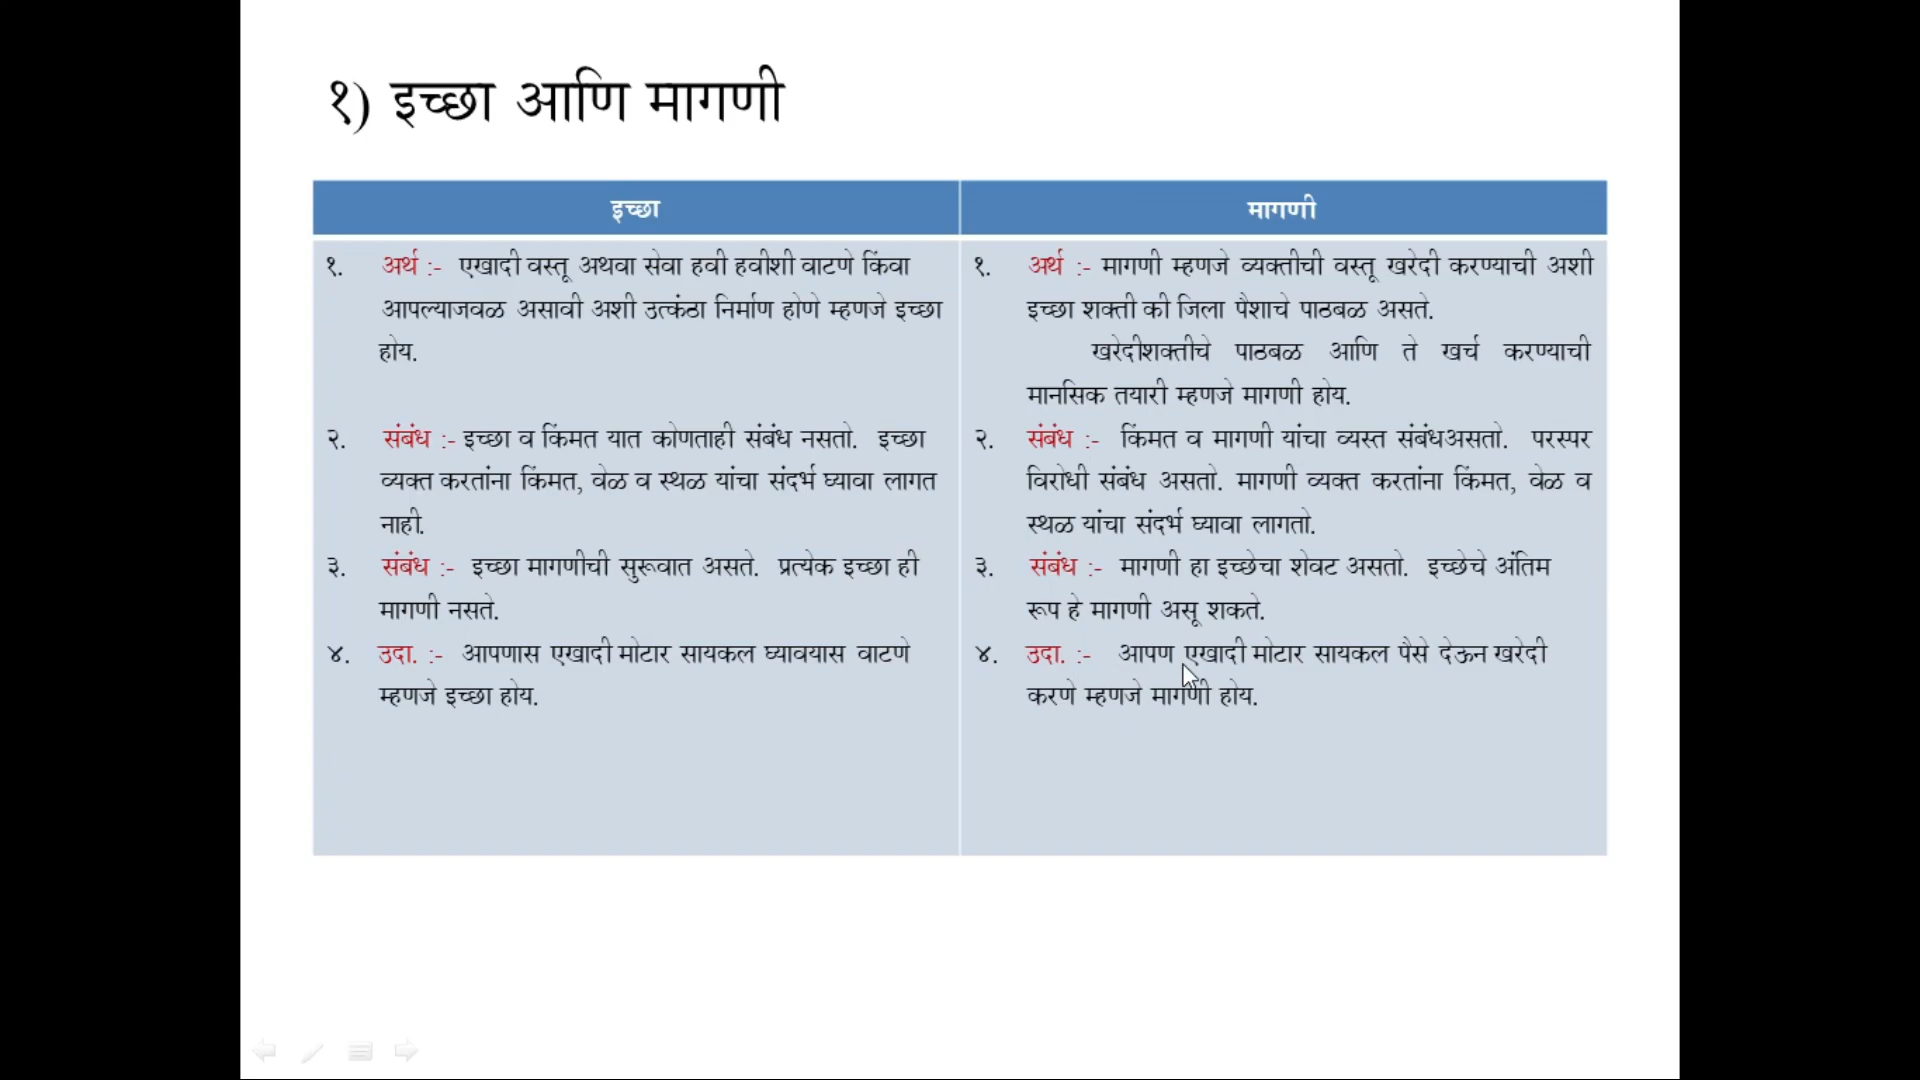 १) इच्छा आणि मागणी
इच्छा
१. अर्थ :- एखादी वस्तू अथवा सेवा हवी हवीशी वाटणे किंवा
आपल्याजवळ असावी अशी उत्कंठा निर्माण होणे म्हणजे इच्छा
होय.
२. संबंध :- इच्छा व किंमत यात कोणताही संबंध नसतो. इच्छा
व्यक्त करतांना किंमत, वेळ व स्थळ यांचा संदर्भ घ्यावा लागत
नाही.
३. संबंध :- इच्छा मागणीची सुरूवात असते. प्रत्येक इच्छा ही
मागणी नसते.
४. उदा. :- आपणास एखादी मोटार सायकल घ्यावयास वाटणे
म्हणजे इच्छा होय.
मागणी
१. अर्थ :- मागणी म्हणजे व्यक्तीची वस्तू खरेदी करण्याची अशी
इच्छा शक्ती की जिला पैशाचे पाठबळ असते.
खरेदीशक्तीचे पाठबळ आणि ते खर्च करण्याची
मानसिक तयारी म्हणजे मागणी होय.
२. संबंध :- किंमत व मागणी यांचा व्यस्त संबंधअसतो. परस्पर
विरोधी संबंध असतो. मागणी व्यक्त करतांना किंमत, वेळ व
स्थळ यांचा संदर्भ घ्यावा लागतो.
३. संबंध :- मागणी हा इच्छेचा शेवट असतो. इच्छेचे अंतिम
रूप हे मागणी असू शकते.
४. उदा. :- आपण एखादी मोटार सायकल पैसे देऊन खरेदी
करणे म्हणजे मागणी होय.